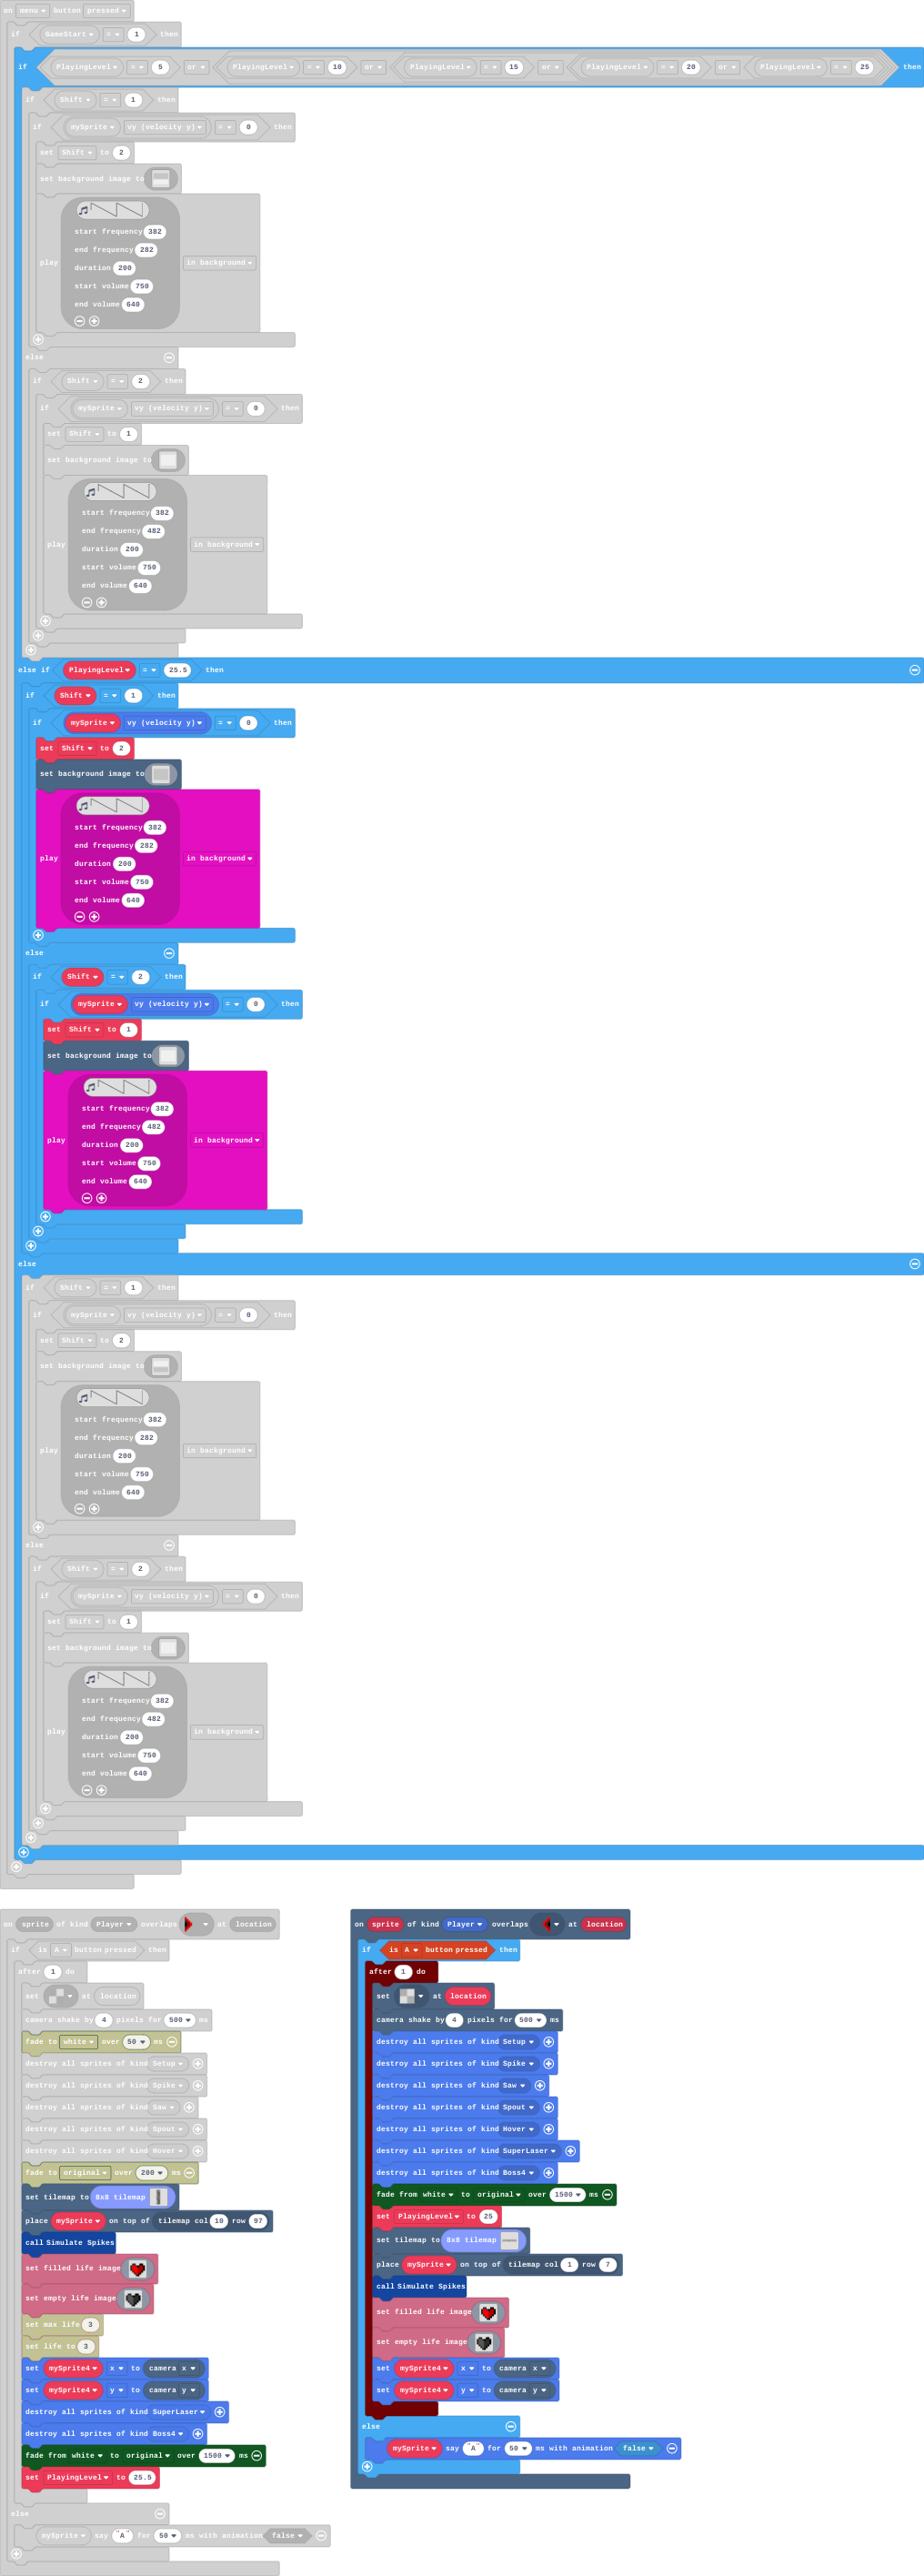 on menu button pressed
if GameStart = 1 then
if PlayingLevel = 5 or PlayingLevel = 10 or PlayingLevel = 15 or PlayingLevel = 20 or PlayingLevel = 25 then
if Shift = 1 then
if mySprite vy (velocity y) = 0 then
set Shift to 2
set background image to
start frequency 382
end frequency 282
duration 200
play in background
start volume 750
end volume 640
else
if Shift = 2 then
if mySprite vy (velocity y) = 0 then
set Shift to 1
set background image to
start frequency 382
end frequency 482
play in background
duration 200
start volume 750
end volume 640
else if PlayingLevel = 25.5 then
if Shift = 1 then
if mySprite vy (velocity y) = 0 then
set Shift to 2
set background image to
start frequency 382
end frequency 282
play in background
duration 200
start volume 750
end volume 640
else
if Shift = 2 then
if mySprite vy (velocity y) = 0 then
set Shift to 1
set background image to
start frequency 382
end frequency 482
play in background
duration 200
start volume 750
end volume 640
else
if Shift = 1 then
if mySprite vy (velocity y) = 0 then
set Shift to 2
set background image to
start frequency 382
end frequency 282
play in background
duration 200
start volume 750
end volume 640
else
if Shift = 2 then
if mySprite vy (velocity y) = 0 then
set Shift to 1
set background image to
start frequency 382
end frequency 482
play in background
duration 200
start volume 750
end volume 640
on sprite of kind Player overlaps at location
if is A button pressed then
after 1 do
set at location
camera shake by 4 pixels for 500 ms
fade to white over 50 ms
destroy all sprites of kind Setup
destroy all sprites of kind Spike
destroy all sprites of kind Saw
destroy all sprites of kind Spout
destroy all sprites of kind Hover
fade to original over 200 ms
set tilemap to 8x8 tilemap
place mySprite on top of tilemap col 10 row 97
call Simulate Spikes
set filled life image
set empty life image
set max life 3
set life to 3
set mySprite4 x to camera x
set mySprite4 y to camera y
destroy all sprites of kind SuperLaser
destroy all sprites of kind Boss4
fade from white to original over 1500 ms
set PlayingLevel to 25.5
else
mySprite say "A" for 50 ms with animation false
on sprite of kind Player overlaps at location
if is A button pressed then
after 1 do
set at location
camera shake by 4 pixels for 500 ms
destroy all sprites of kind Setup
destroy all sprites of kind Spike
destroy all sprites of kind Saw
destroy all sprites of kind Spout
destroy all sprites of kind Hover
destroy all sprites of kind SuperLaser
destroy all sprites of kind Boss4
fade from white to original over 1500 ms
set PlayingLevel to 25
set tilemap to 8x8 tilemap
place mySprite on top of tilemap col 1 row 7
call Simulate Spikes
set filled life image
set empty life image
set mySprite4 x to camera x
set mySprite4 y to camera y
else
mySprite say "A" for 50 ms with animation false